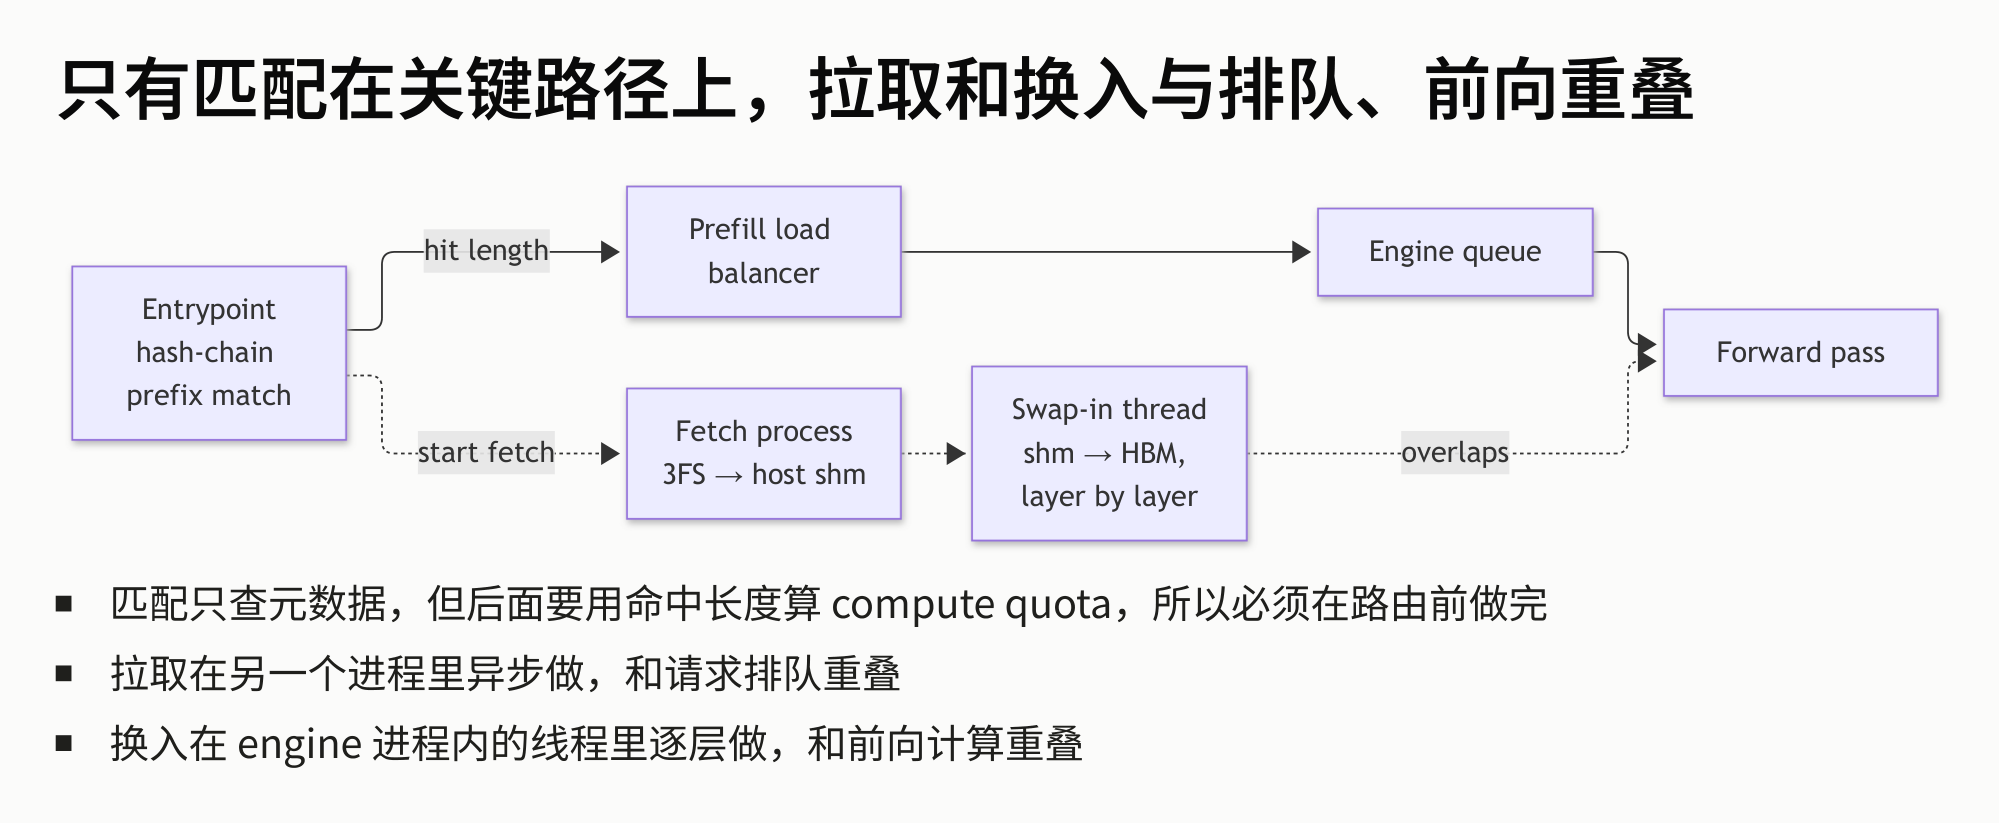 只有匹配在关键路径上，拉取和换入与排队、前向重叠
Entrypoint
hash-chain
prefix match
hit length
start fetch
Prefill load
balancer
Fetch process
3FS → host shm
Swap-in thread
shm → HBM,
layer by layer
Engine queue
overlaps
Forward pass
▪ 匹配只查元数据，但后面要用命中长度算 compute quota，所以必须在路由前做完
▪ 拉取在另一个进程里异步做，和请求排队重叠
▪ 换入在 engine 进程内的线程里逐层做，和前向计算重叠